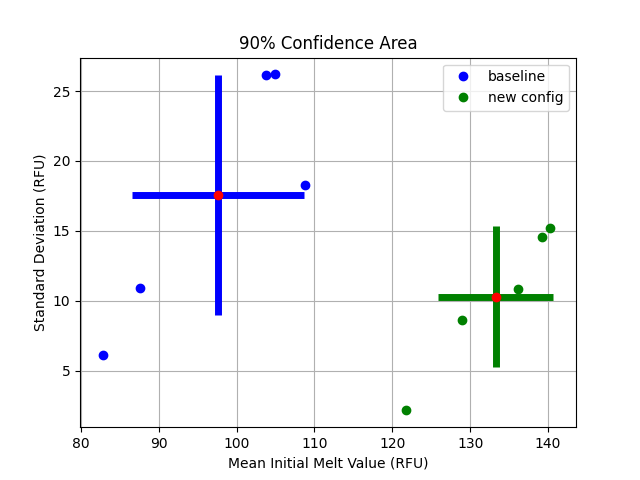 90% Confidence Area
baseline
new config
Standard Deviation (RFU)
25
20
15
10
5
80 90 100 110 120 130 140
Mean Initial Melt Value (RFU)